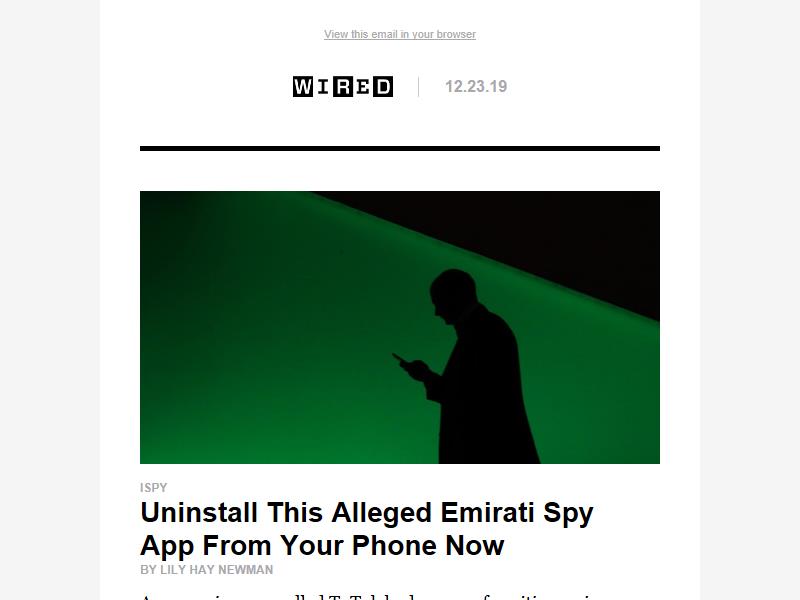 View this email in your browser
WIRED 12.23.19
ISPY
Uninstall This Alleged Emirati Spy
App From Your Phone Now
BY LILY HAY NEWMAN